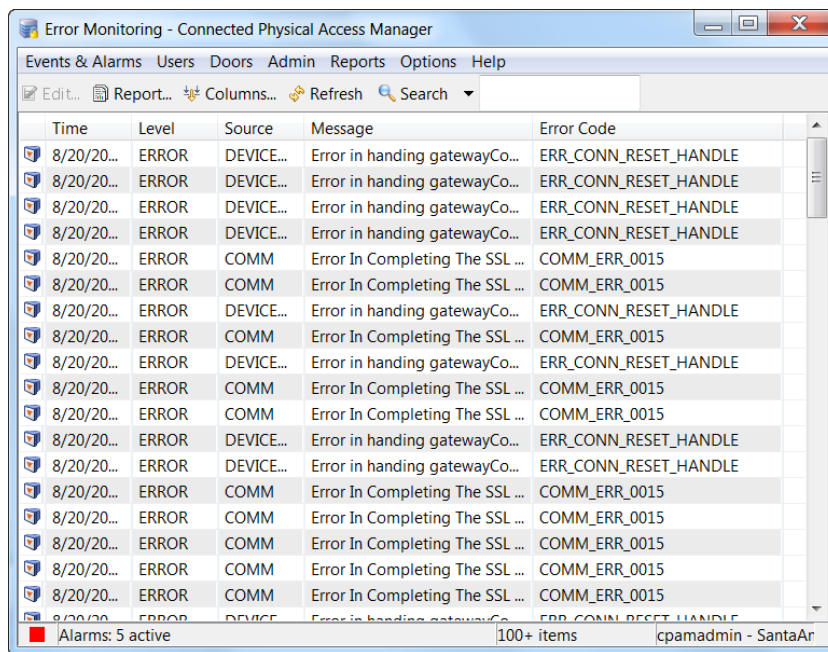 Error Monitoring - Connected Physical Access Manager
Events & Alarms Users Doors Admin Reports Options Help
Edit... Report... Columns... Refresh Search
Time Level Source Message Error Code
8/20/20... ERROR DEVICE... Error in handing gatewayCo... ERR_CONN_RESET_HANDLE
8/20/20... ERROR DEVICE... Error in handing gatewayCo... ERR_CONN_RESET_HANDLE
8/20/20... ERROR DEVICE... Error in handing gatewayCo... ERR_CONN_RESET_HANDLE
8/20/20... ERROR DEVICE... Error in handing gatewayCo... ERR_CONN_RESET_HANDLE
8/20/20... ERROR COMM Error In Completing The SSL ... COMM_ERR_0015
8/20/20... ERROR COMM Error In Completing The SSL ... COMM_ERR_0015
8/20/20... ERROR DEVICE... Error in handing gatewayCo... ERR_CONN_RESET_HANDLE
8/20/20... ERROR COMM Error In Completing The SSL ... COMM_ERR_0015
8/20/20... ERROR DEVICE... Error in handing gatewayCo... ERR_CONN_RESET_HANDLE
8/20/20... ERROR COMM Error In Completing The SSL ... COMM_ERR_0015
8/20/20... ERROR COMM Error In Completing The SSL ... COMM_ERR_0015
8/20/20... ERROR DEVICE... Error in handing gatewayCo... ERR_CONN_RESET_HANDLE
8/20/20... ERROR DEVICE... Error in handing gatewayCo... ERR_CONN_RESET_HANDLE
8/20/20... ERROR COMM Error In Completing The SSL ... COMM_ERR_0015
8/20/20... ERROR COMM Error In Completing The SSL ... COMM_ERR_0015
8/20/20... ERROR COMM Error In Completing The SSL ... COMM_ERR_0015
8/20/20... ERROR COMM Error In Completing The SSL ... COMM_ERR_0015
8/20/20... ERROR COMM Error In Completing The SSL ... COMM_ERR_0015
8/20/20... ERROR DEVICE... Error in handing gatewayCo... ERR_CONN_RESET_HANDLE
Alarms: 5 active 100+ items cpamadmin - SantaAn